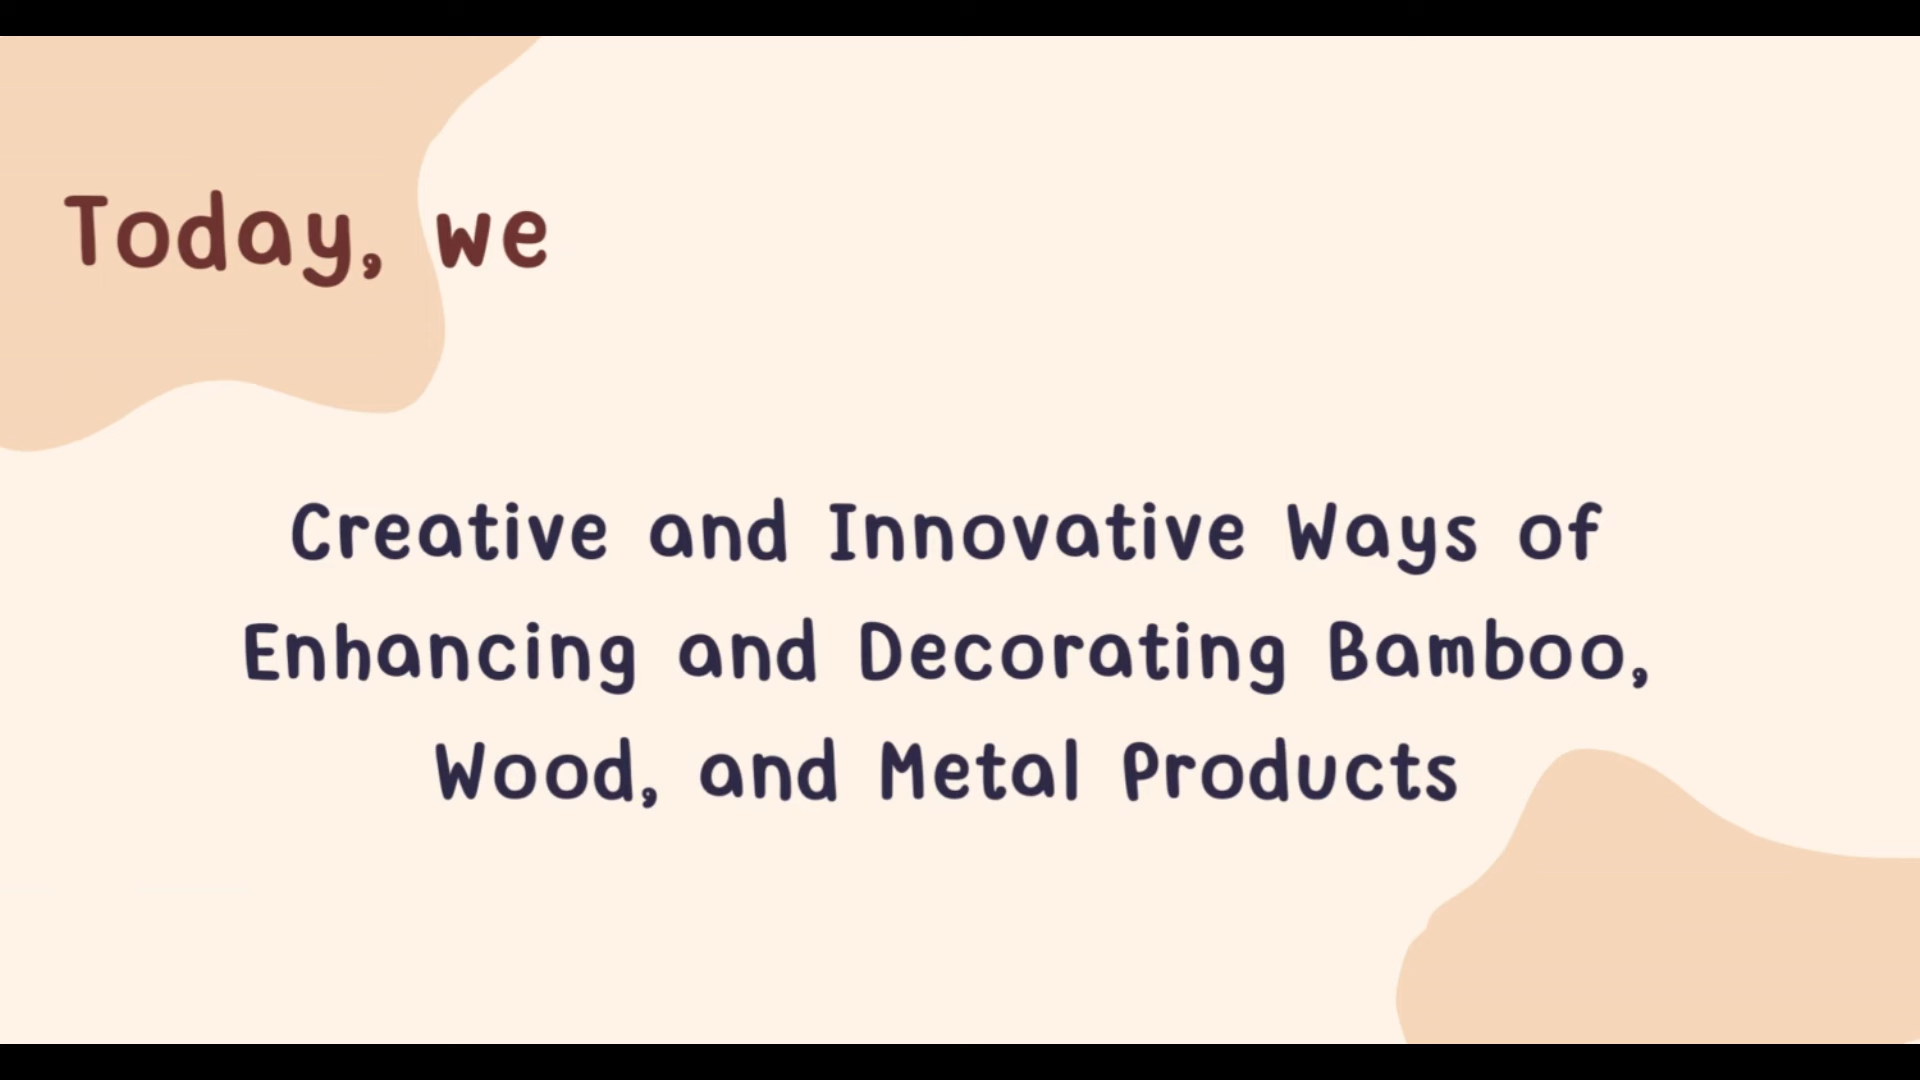 Today, we
Creative and Innovative Ways of
Enhancing and Decorating Bamboo,
Wood, and Metal Products